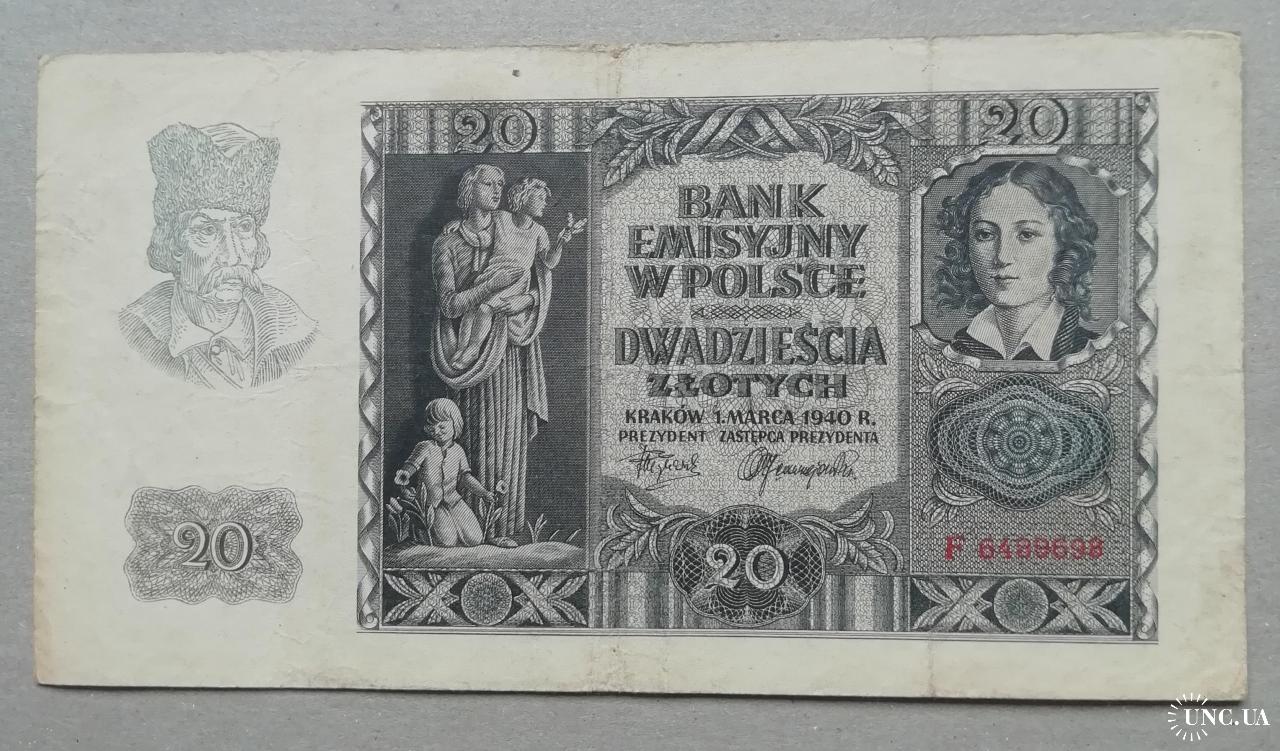 20
20
BANK
EMISYJNY
W POLSCE
DWADZIEŚCIA
ZŁOTYCH
KRAKÓW 1. MARCA 1940 R.
PREZYDENT ZASTĘPCA PREZYDENTA
20
20
F 6489698
UNC.UA